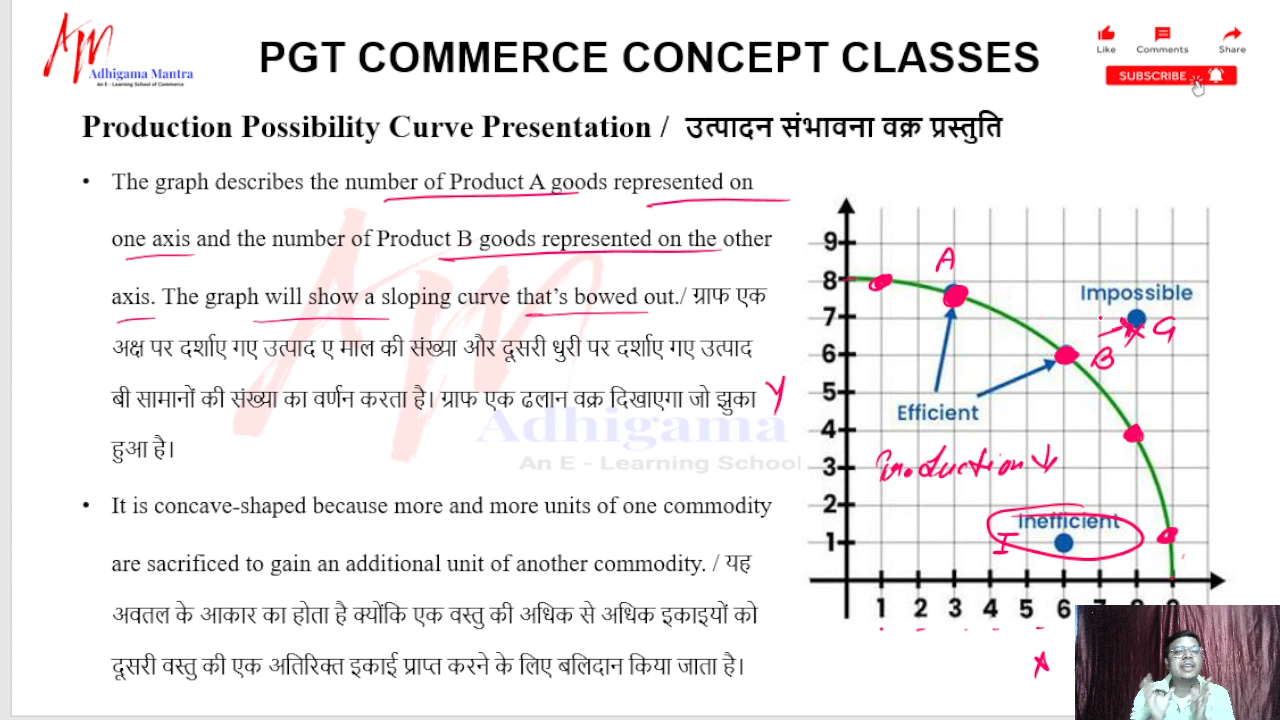 Am
Adhigama Mantra
An E - Learning School of Commerce
PGT COMMERCE CONCEPT CLASSES
Like
Comments
Share
SUBSCRIBE
Production Possibility Curve Presentation / उत्पादन संभावना वक्र प्रस्तुति
• The graph describes the number of Product A goods represented on
one axis and the number of Product B goods represented on the other
axis. The graph will show a sloping curve that's bowed out./ ग्राफ एक
अक्ष पर दर्शाए गए उत्पाद ए माल की संख्या और दूसरी धुरी पर दर्शाए गए उत्पाद
बी सामानों की संख्या का वर्णन करता है। ग्राफ एक ढलान वक्र दिखाएगा जो झुका
हुआ है।
• It is concave-shaped because more and more units of one commodity
are sacrificed to gain an additional unit of another commodity. / यह
अवतल के आकार का होता है क्योंकि एक वस्तु की अधिक से अधिक इकाइयों को
दूसरी वस्तु की एक अतिरिक्त इकाई प्राप्त करने के लिए बलिदान किया जाता है।
Adhigama
An E - Learning School
Y
9
8
7
6
5
4
3
2
1
A
Impossible
G
B
Efficient
Production ↓
Inefficient
I
1 2 3 4 5 6